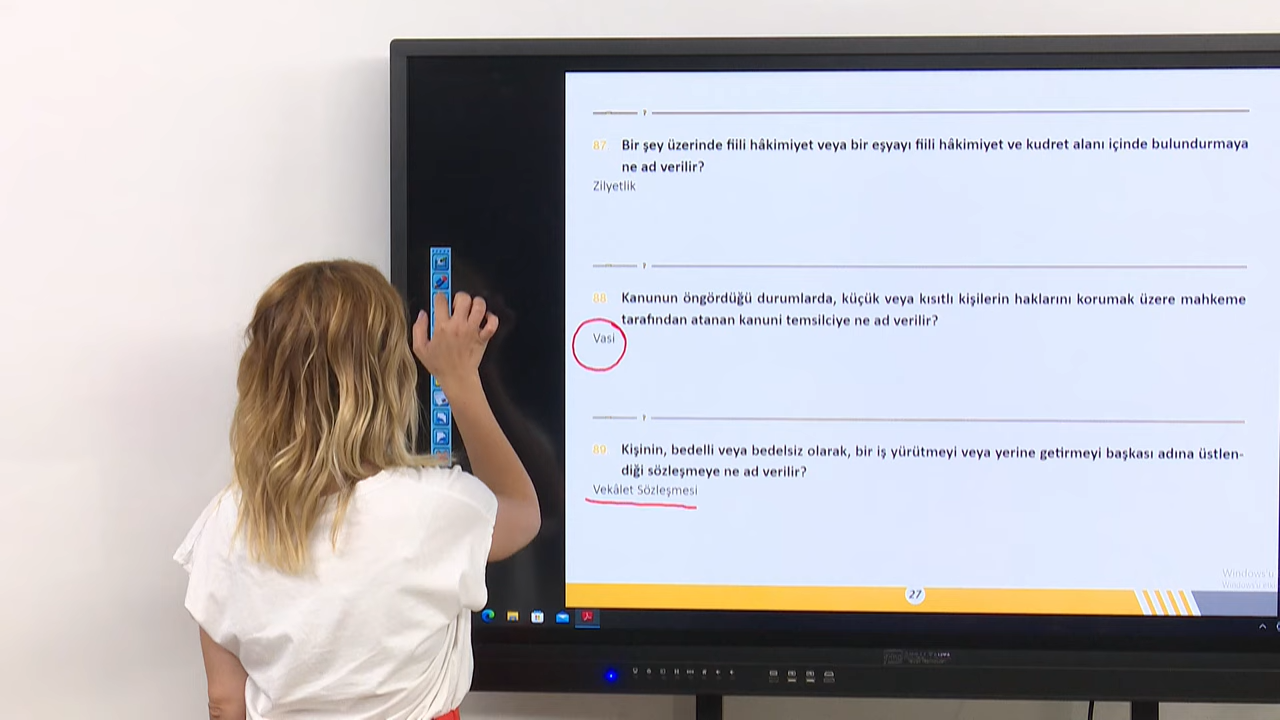 87 Bir şey üzerinde fiili hâkimiyet veya bir eşyayı fiili hâkimiyet ve kudret alanı içinde bulundurmaya
ne ad verilir?
Zilyetlik
88 Kanunun öngördüğü durumlarda, küçük veya kısıtlı kişilerin haklarını korumak üzere mahkeme
tarafından atanan kanuni temsilciye ne ad verilir?
Vasi
89 Kişinin, bedelli veya bedelsiz olarak, bir iş yürütmeyi veya yerine getirmeyi başkası adına üstlen-
diği sözleşmeye ne ad verilir?
Vekâlet Sözleşmesi
27
Windows'u